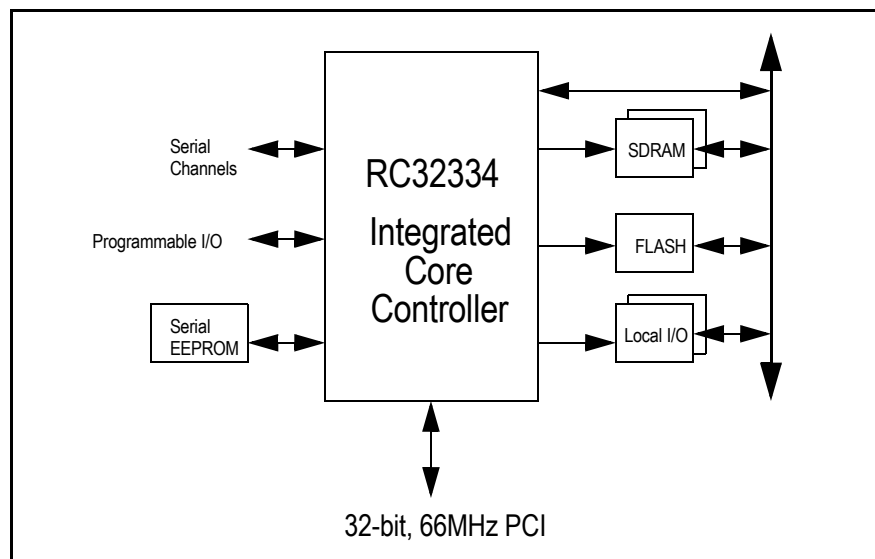 Serial
Channels
Programmable I/O
Serial
EEPROM
RC32334
Integrated
Core
Controller
SDRAM
FLASH
Local I/O
32-bit, 66MHz PCI